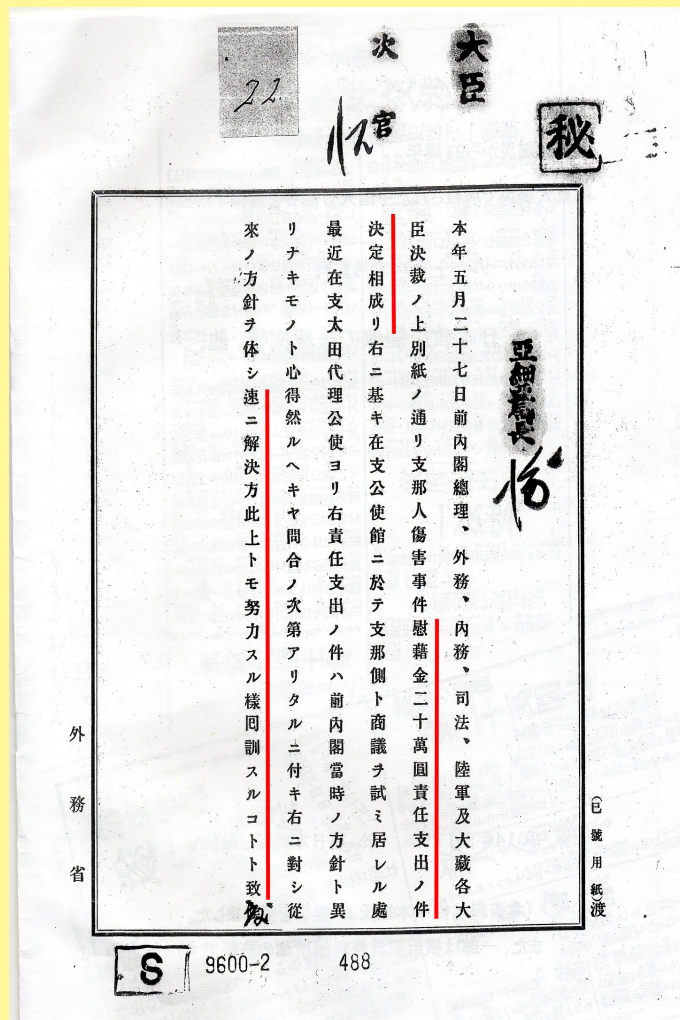 大臣
次官
22
秘
亞細亞局長
本年五月二十七日前內閣總理、外務、內務、司法、陸軍及大藏各大
臣決裁ノ上別紙ノ通リ支那人傷害事件慰藉金二十萬圓責任支出ノ件
決定相成リ右ニ基キ在支公使館ニ於テ支那側ト商議ヲ試ミ居レル處
最近在支太田代理公使ヨリ右責任支出ノ件ハ前內閣當時ノ方針ト異
リナキモノト心得然ルヘキヤ問合ノ次第アリタルニ付キ右ニ對シ從
來ノ方針ヲ体シ速ニ解決方此上トモ努力スル樣囘訓スルコトト致
(已號用紙)渡
外務省
S 9600-2 488